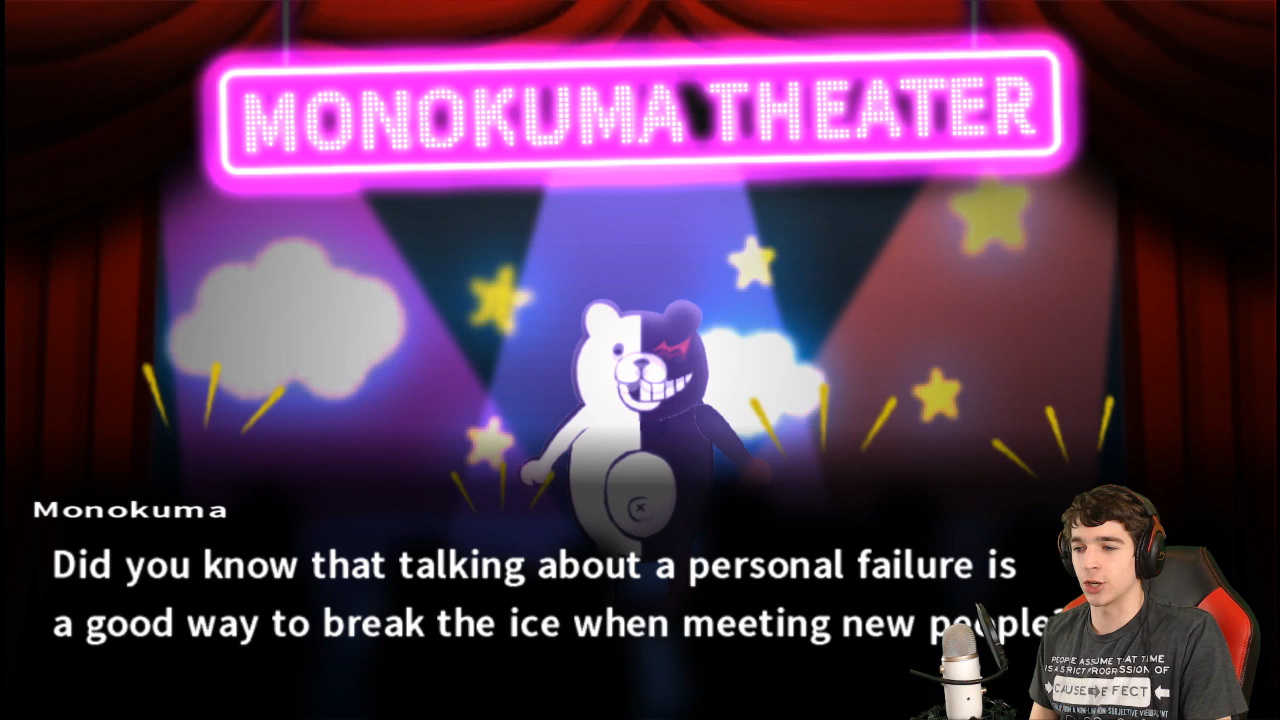 MONOKUMA THEATER
Monokuma
Did you know that talking about a personal failure is
a good way to break the ice when meeting new people?
PEOPLE ASSUME THAT TIME
IS A STRICT PROGRESSION OF
CAUSE EFFECT